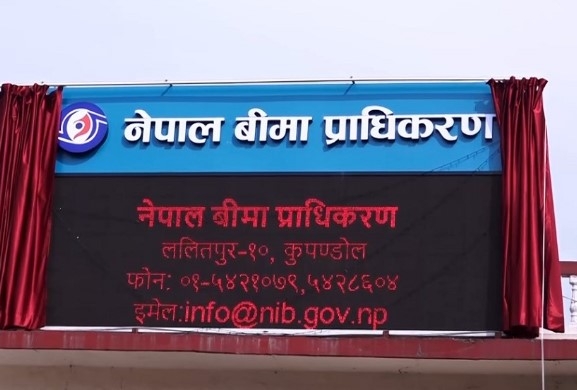 नेपाल बीमा प्राधिकरण
नेपाल बीमा प्राधिकरण
ललितपुर-१०, कुपण्डोल
फोन: ०१-५४२१०७९,५४२८६०४
इमेल:info@nib.gov.np